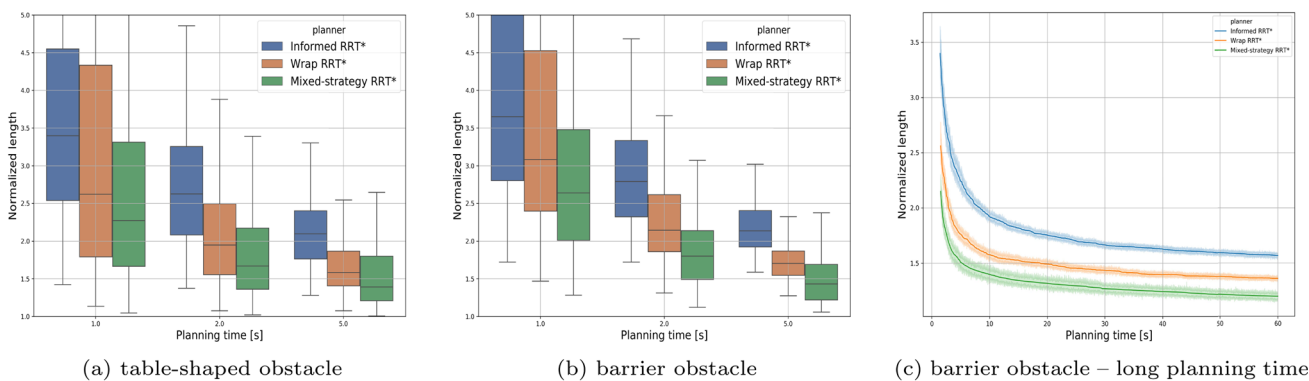 planner
Informed RRT*
Wrap RRT*
Mixed-strategy RRT*
Normalized length
5.0
4.5
4.0
3.5
3.0
2.5
2.0
1.5
1.0
1.0
2.0
5.0
Planning time [s]
(a) table-shaped obstacle
planner
Informed RRT*
Wrap RRT*
Mixed-strategy RRT*
Normalized length
5.0
4.5
4.0
3.5
3.0
2.5
2.0
1.5
1.0
1.0
2.0
5.0
Planning time [s]
(b) barrier obstacle
planner
Informed RRT*
Wrap RRT*
Mixed-strategy RRT*
Normalized length
3.5
3.0
2.5
2.0
1.5
0
10
20
30
40
50
60
Planning time [s]
(c) barrier obstacle – long planning time